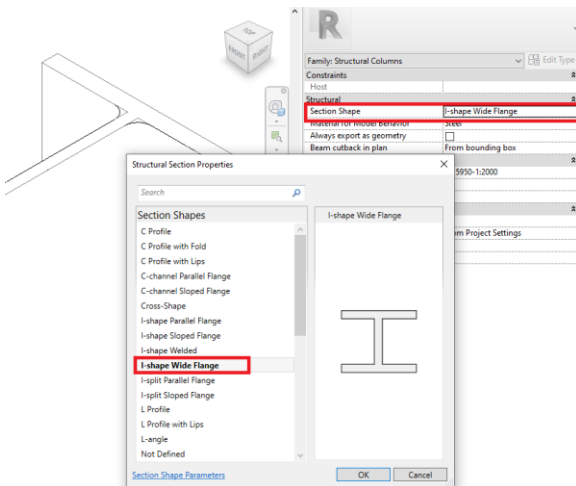 TOP
FRONT
RIGHT
R
Family: Structural Columns
Edit Type
Constraints
Host
Structural
Section Shape
I-shape Wide Flange
Material for Model Behavior
Steel
Always export as geometry
Beam cutback in plan
From bounding box
5950-1:2000
om Project Settings
Structural Section Properties
Search
Section Shapes
I-shape Wide Flange
C Profile
C Profile with Fold
C Profile with Lips
C-channel Parallel Flange
C-channel Sloped Flange
Cross-Shape
I-shape Parallel Flange
I-shape Sloped Flange
I-shape Welded
I-shape Wide Flange
I-split Parallel Flange
I-split Sloped Flange
L Profile
L Profile with Lips
L-angle
Not Defined
Section Shape Parameters
OK
Cancel